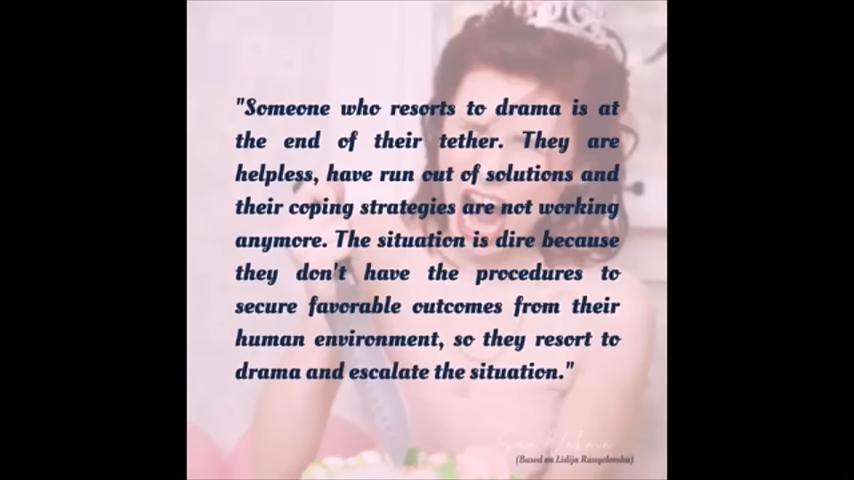 "Someone who resorts to drama is at
the end of their tether. They are
helpless, have run out of solutions and
their coping strategies are not working
anymore. The situation is dire because
they don't have the procedures to
secure favorable outcomes from their
human environment, so they resort to
drama and escalate the situation."
(Based on Lidija Rangelovska)